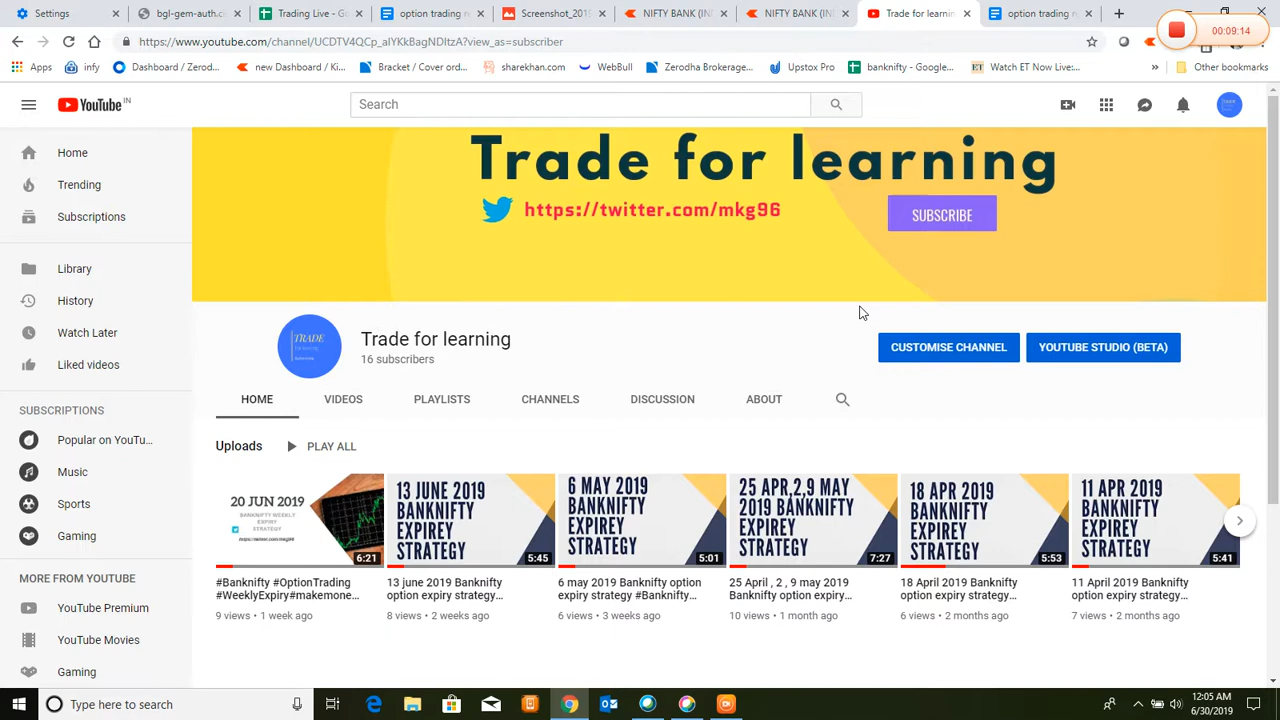 Settings
bgl.gem-auth.c
Trading Live - Go
option trading r
Screenshot_2019
NIFTY BANK (IN
NIFTY BANK (IN
Trade for learnin
option trading r
00:09:14
https://www.youtube.com/channel/UCDTV4QCp_aIYKkBagNDltzA?view_as=subscriber
Apps
infy
Dashboard / Zerod...
new Dashboard / Ki...
Bracket / Cover ord...
sharekhan.com
WebBull
Zerodha Brokerage...
Upstox Pro
banknifty - Google...
Watch ET Now Live:...
»
Other bookmarks
YouTube IN
Search
Home
Trending
Subscriptions
Library
History
Watch Later
Liked videos
SUBSCRIPTIONS
Popular on YouTu...
Music
Sports
Gaming
MORE FROM YOUTUBE
YouTube Premium
YouTube Movies
Gaming
Trade for learning
https://twitter.com/mkg96
SUBSCRIBE
TRADE
Trade for learning
16 subscribers
CUSTOMISE CHANNEL
YOUTUBE STUDIO (BETA)
HOME
VIDEOS
PLAYLISTS
CHANNELS
DISCUSSION
ABOUT
Uploads
PLAY ALL
20 JUN 2019
BANKNIFTY WEEKLY
EXPIRY
STRATEGY
https://twitter.com/mkg96
6:21
#Banknifty #OptionTrading
#WeeklyExpiry#makemone...
9 views • 1 week ago
13 JUNE 2019
BANKNIFTY
EXPIREY
STRATEGY
5:45
13 june 2019 Banknifty
option expiry strategy...
8 views • 2 weeks ago
6 MAY 2019
BANKNIFTY
EXPIREY
STRATEGY
5:01
6 may 2019 Banknifty option
expiry strategy #Banknifty...
6 views • 3 weeks ago
25 APR,2,9 MAY
2019 BANKNIFTY
EXPIREY
STRATEGY
7:27
25 April , 2 , 9 may 2019
Banknifty option expiry...
10 views • 1 month ago
18 APR 2019
BANKNIFTY
EXPIREY
STRATEGY
5:53
18 April 2019 Banknifty
option expiry strategy...
6 views • 2 months ago
11 APR 2019
BANKNIFTY
EXPIREY
STRATEGY
5:41
11 April 2019 Banknifty
option expiry strategy...
7 views • 2 months ago
Type here to search
12:05 AM
6/30/2019